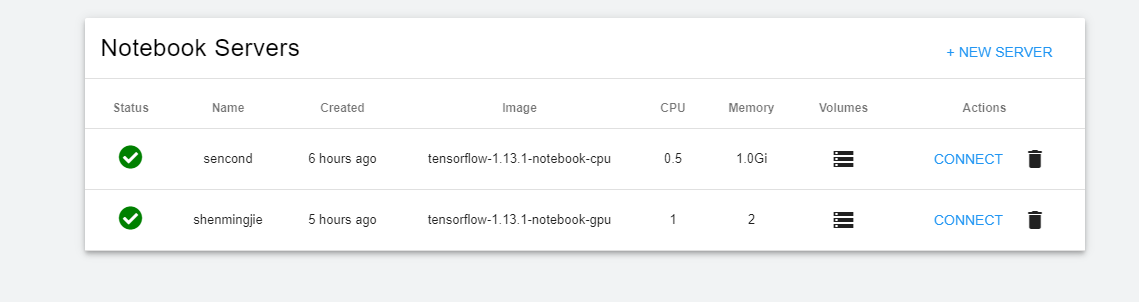 Notebook Servers
+ NEW SERVER
Status Name Created Image CPU Memory Volumes Actions
sencond 6 hours ago tensorflow-1.13.1-notebook-cpu 0.5 1.0Gi CONNECT
shenmingjie 5 hours ago tensorflow-1.13.1-notebook-gpu 1 2 CONNECT